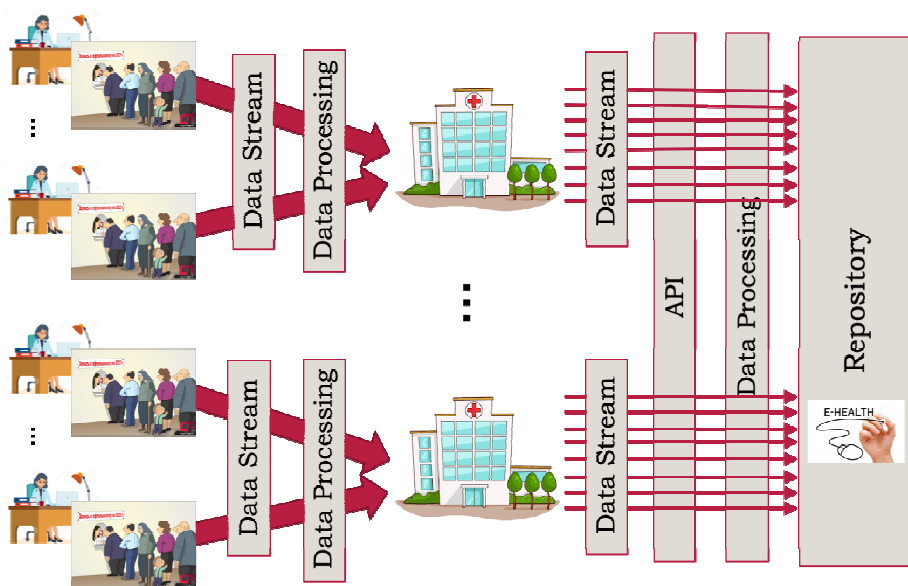 Data Stream
Data Processing
Data Stream
API
Data Processing
Repository
...
...
Data Stream
Data Processing
Data Stream
E-HEALTH
...